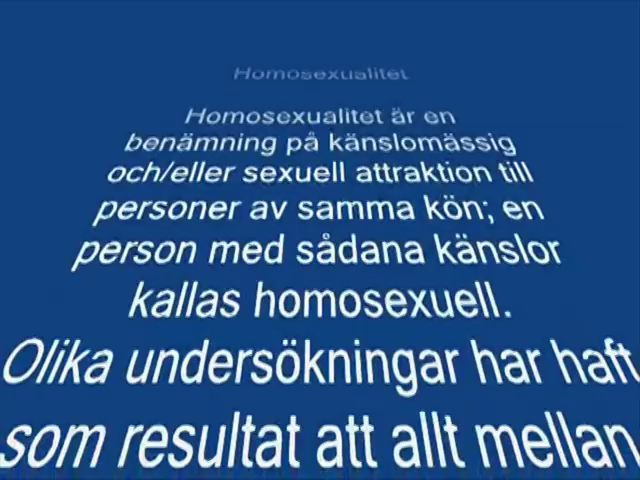 Homosexualitet
Homosexualitet är en
benämning på känslomässig
och/eller sexuell attraktion till
personer av samma kön; en
person med sådana känslor
kallas homosexuell.
Olika undersökningar har haft
som resultat att allt mellan